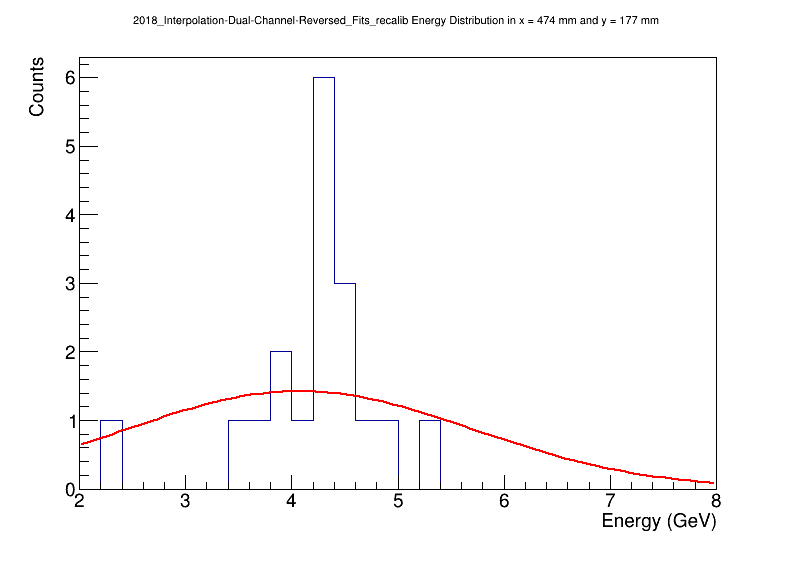 2018_Interpolation-Dual-Channel-Reversed_Fits_recalib Energy Distribution in x = 474 mm and y = 177 mm
Counts
6
5
4
3
2
1
0
2 3 4 5 6 7 8
Energy (GeV)